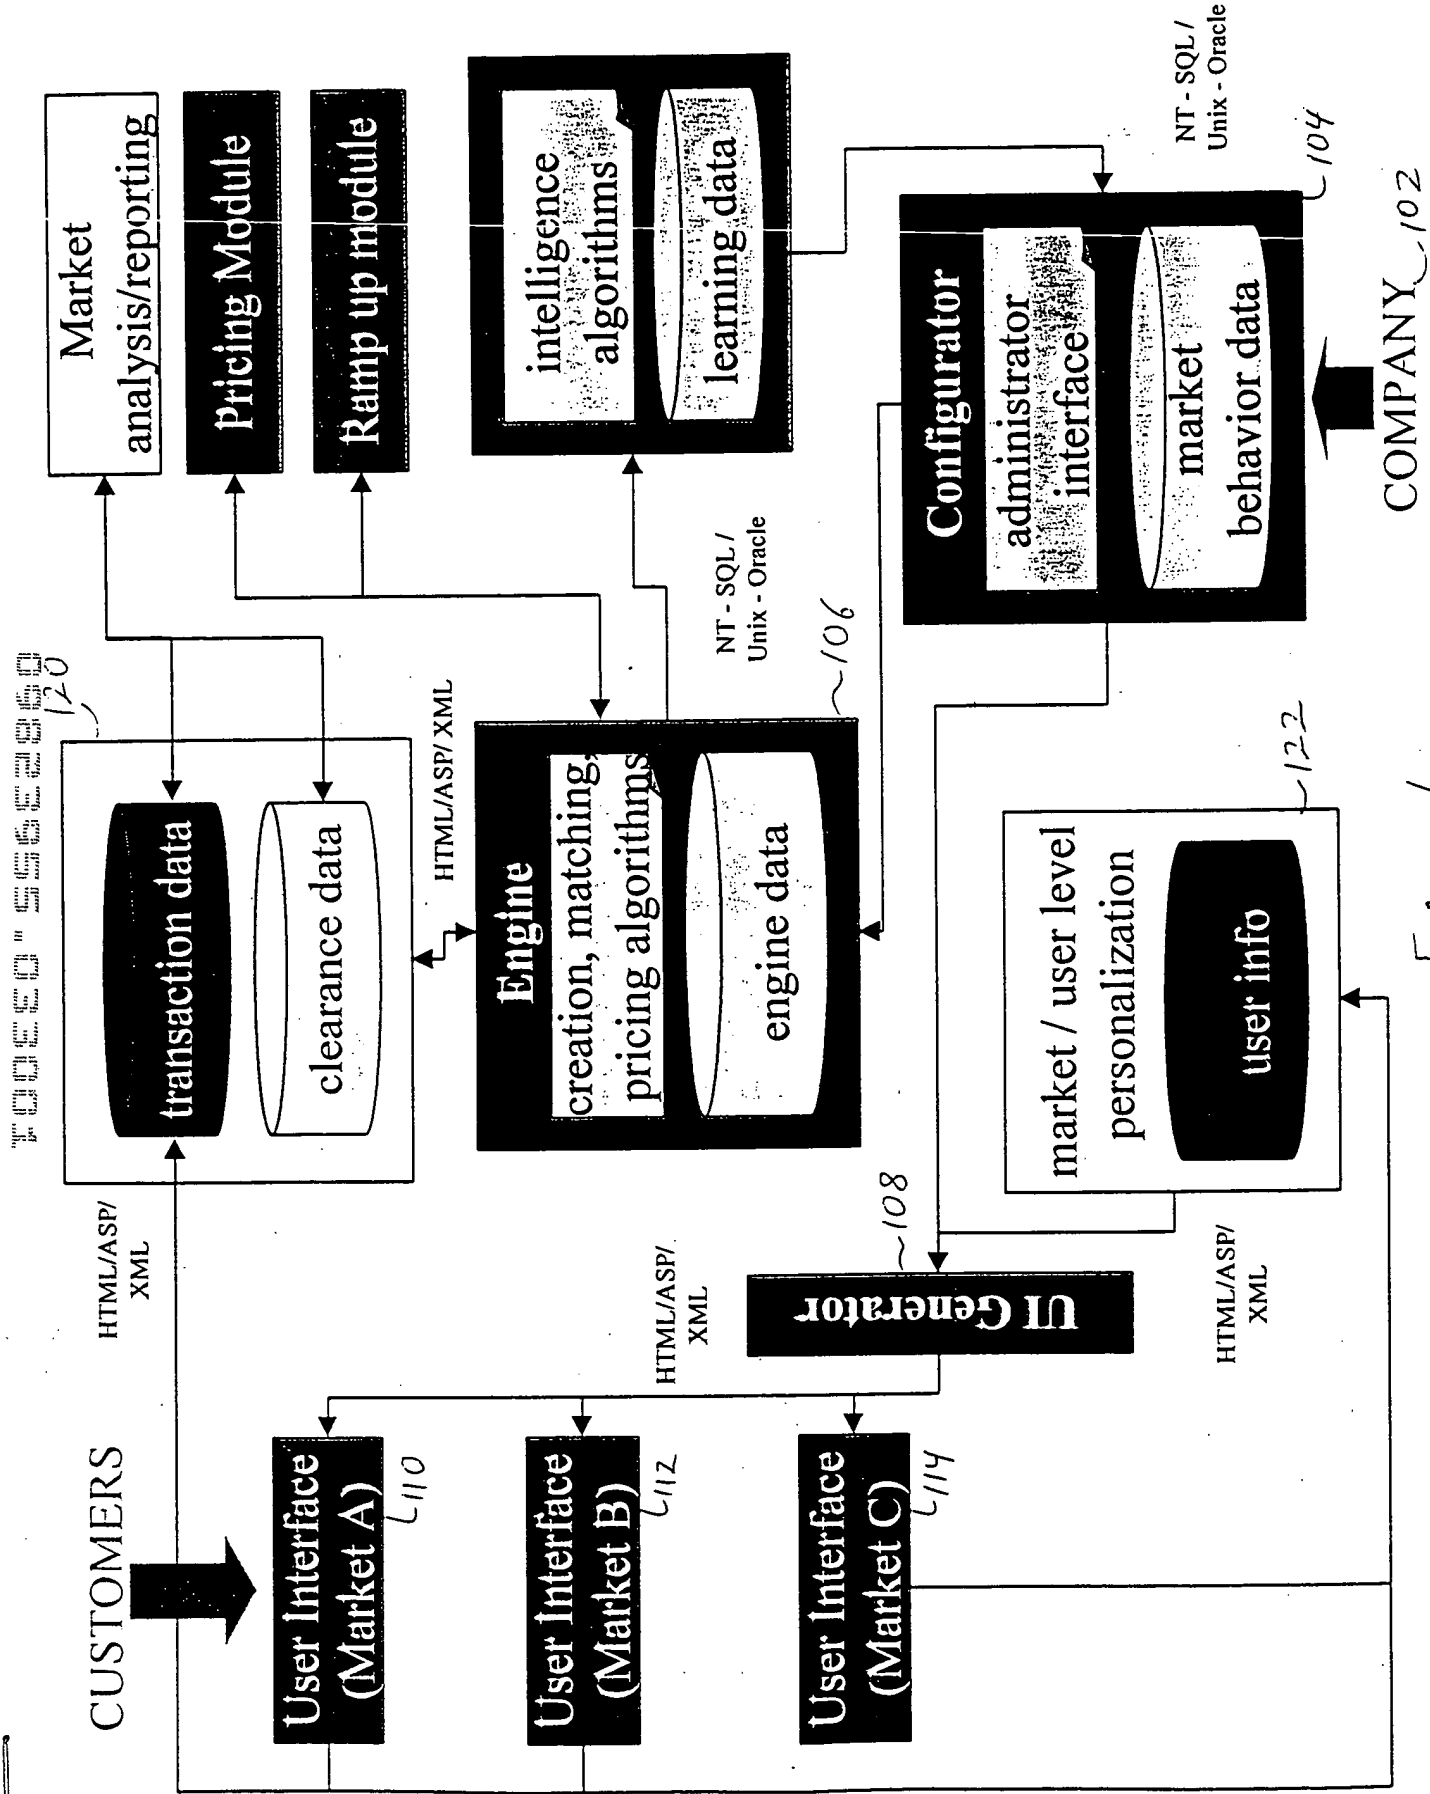 CUSTOMERS
User Interface
(Market A)
110
User Interface
(Market B)
112
User Interface
(Market C)
114
HTML/ASP/
XML
HTML/ASP/
XML
UI Generator
108
HTML/ASP/
XML
120
transaction data
clearance data
HTML/ASP/ XML
Engine
creation, matching,
pricing algorithms
engine data
106
market / user level
personalization
user info
122
Market
analysis/reporting
Pricing Module
Ramp up module
intelligence
algorithms
learning data
NT - SQL /
Unix - Oracle
Configurator
administrator
interface
market
behavior data
104
NT - SQL /
Unix - Oracle
COMPANY 102